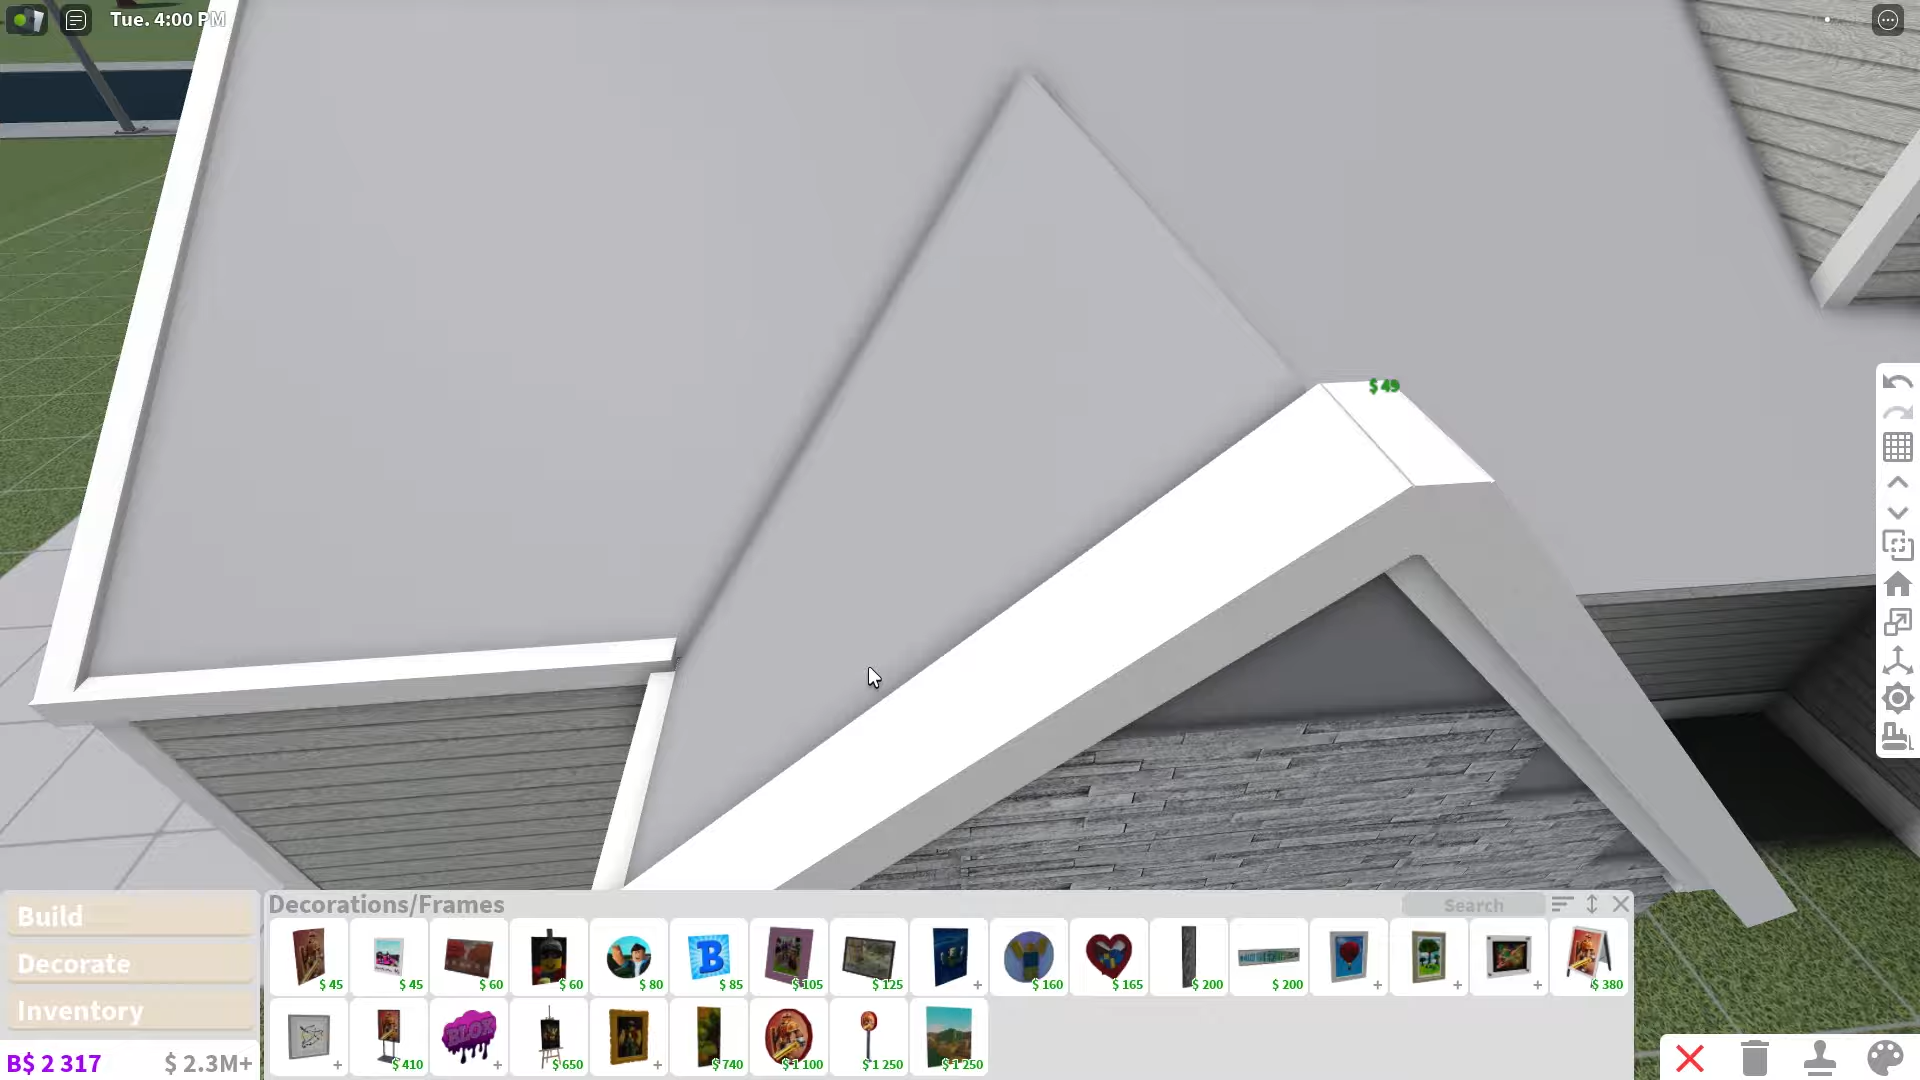 Tue. 4:00 PM
$ 49
Build
Decorate
Inventory
B$ 2 317
$ 2.3M+
Decorations/Frames
Search
$ 45
$ 45
$ 60
$ 60
$ 80
B
$ 85
$ 105
$ 125
+
$ 160
$ 165
$ 200
$ 200
+
+
+
$ 380
+
$ 410
BLOX
+
$ 650
+
$ 740
$ 1 100
$ 1 250
$ 1 250